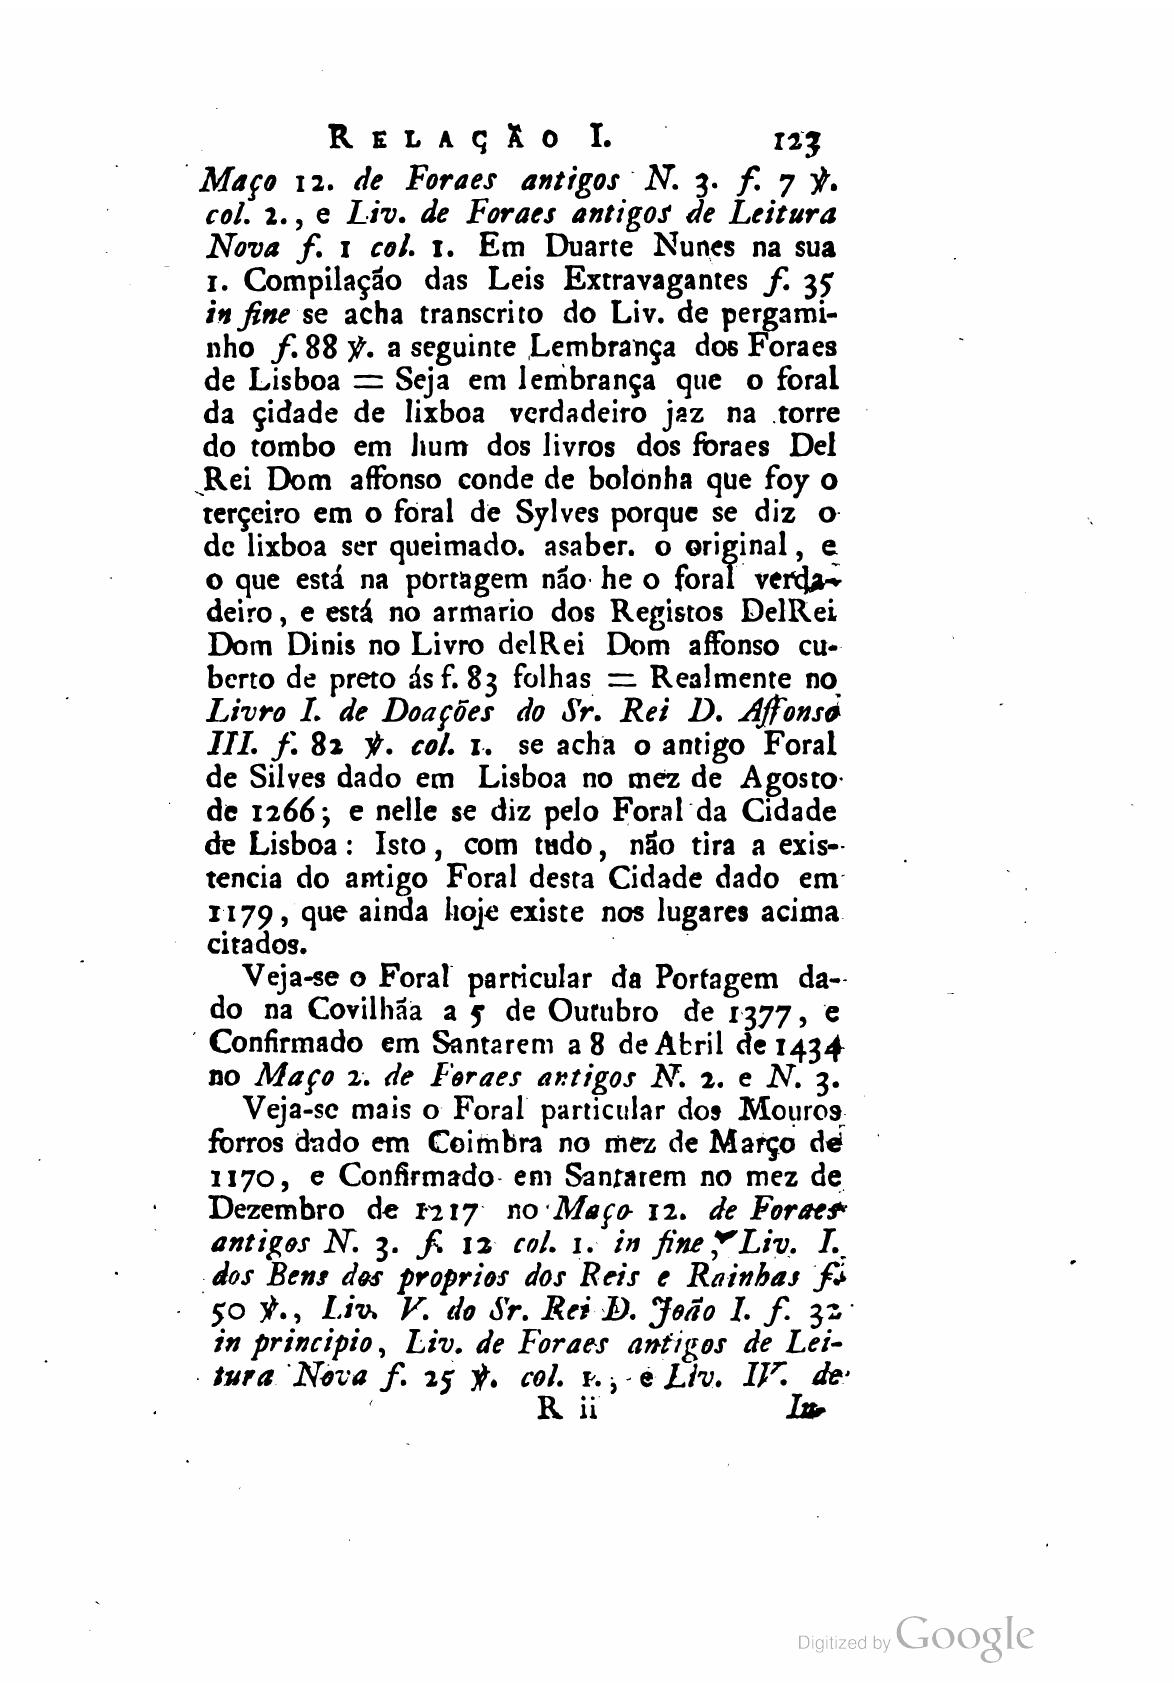 RELAÇÃO I. 123
Maço 12. de Foraes antigos N. 3. f. 7 ℣.
col. 2., e Liv. de Foraes antigos de Leitura
Nova f. 1 col. 1. Em Duarte Nunes na sua
1. Compilação das Leis Extravagantes f. 35
in fine se acha transcrito do Liv. de pergami-
nho f. 88 ℣. a seguinte Lembrança dos Foraes
de Lisboa = Seja em lembrança que o foral
da çidade de lixboa verdadeiro jaz na torre
do tombo em hum dos livros dos foraes Del
Rei Dom affonso conde de bolonha que foy o
terçeiro em o foral de Sylves porque se diz o
de lixboa ser queimado. asaber. o original, e
o que está na portagem não he o foral verda-
deiro, e está no armario dos Registos DelRei
Dom Dinis no Livro delRei Dom affonso cu-
berto de preto ás f. 83 folhas = Realmente no
Livro I. de Doações do Sr. Rei D. Affonso
III. f. 82 ℣. col. 1. se acha o antigo Foral
de Silves dado em Lisboa no mez de Agosto
de 1266; e nelle se diz pelo Foral da Cidade
de Lisboa: Isto, com tudo, não tira a exis-
tencia do antigo Foral desta Cidade dado em
1179, que ainda hoje existe nos lugares acima
citados.
Veja-se o Foral particular da Portagem da-
do na Covilhãa a 5 de Outubro de 1377, e
Confirmado em Santarem a 8 de Abril de 1434
no Maço 2. de Foraes antigos N. 2. e N. 3.
Veja-se mais o Foral particular dos Mouros
forros dado em Coimbra no mez de Março de
1170, e Confirmado em Santarem no mez de
Dezembro de 1217 no Maço 12. de Foraes
antigos N. 3. f. 12 col. 1. in fine, Liv. I.
dos Bens dos proprios dos Reis e Rainhas f.
50 ℣., Liv. V. do Sr. Rei D. João I. f. 32
in principio, Liv. de Foraes antigos de Lei-
tura Nova f. 25 ℣. col. 1., e Liv. IV. de
R ii In-
Digitized by Google